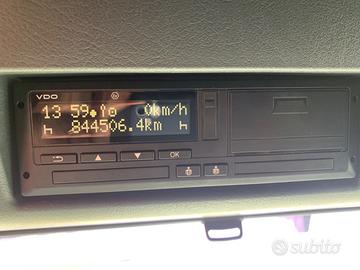 VDO
13 59 0km/h
844506.4km
OK
subito